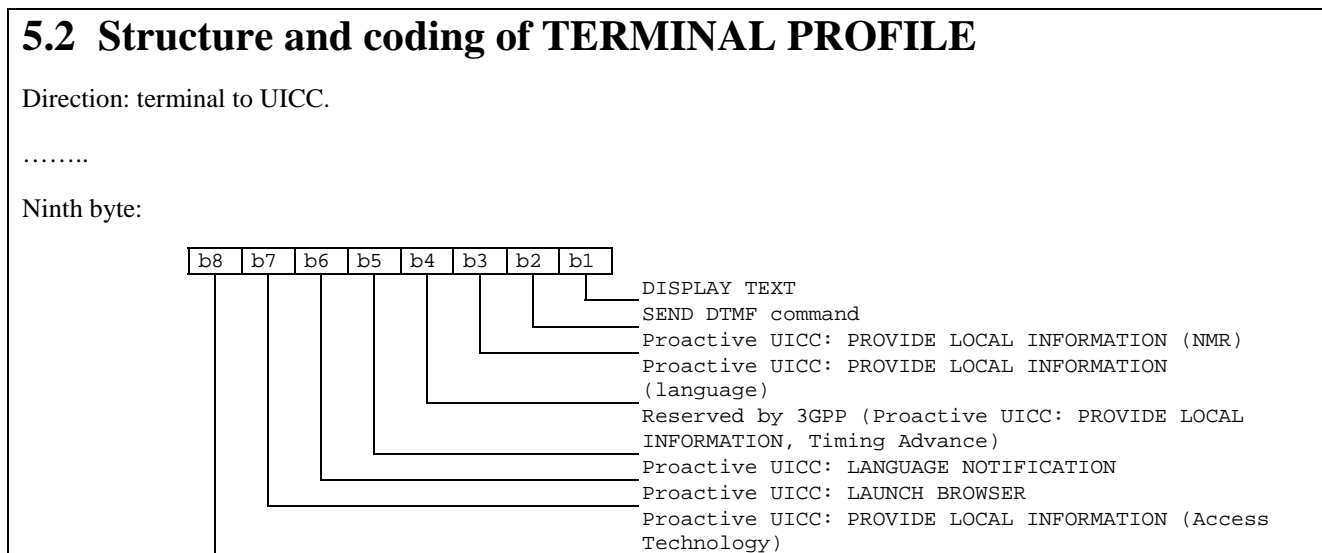 5.2 Structure and coding of TERMINAL PROFILE
Direction: terminal to UICC.
……..
Ninth byte:
b8 b7 b6 b5 b4 b3 b2 b1
DISPLAY TEXT
SEND DTMF command
Proactive UICC: PROVIDE LOCAL INFORMATION (NMR)
Proactive UICC: PROVIDE LOCAL INFORMATION
(language)
Reserved by 3GPP (Proactive UICC: PROVIDE LOCAL
INFORMATION, Timing Advance)
Proactive UICC: LANGUAGE NOTIFICATION
Proactive UICC: LAUNCH BROWSER
Proactive UICC: PROVIDE LOCAL INFORMATION (Access
Technology)